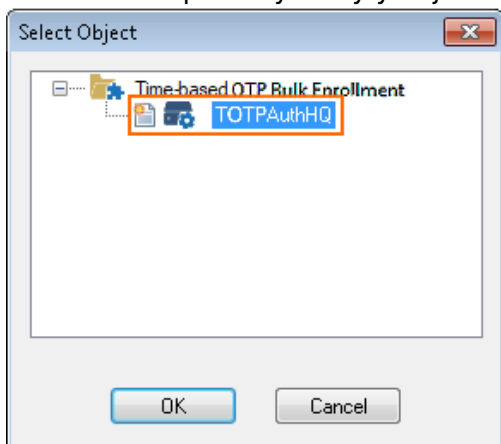 Select Object
Time-based OTP Bulk Enrollment
TOTPAuthHQ
OK
Cancel